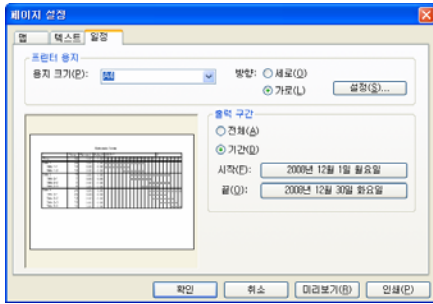 페이지 설정
맵 텍스트 일정
프린터 용지
용지 크기(P): A4 방향: 세로(O)
가로(L) 설정(S)...
출력 구간
전체(A)
기간(D)
시작(F): 2008년 12월 1일 월요일
끝(O): 2008년 12월 30일 화요일
확인 취소 미리보기(R) 인쇄(P)